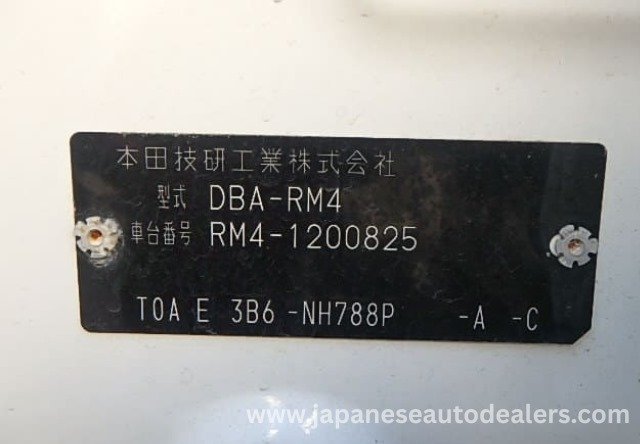 本田技研工業株式会社
型式 DBA-RM4
車台番号 RM4-1200825
T0A E 3B6 -NH788P -A -C
www.japaneseautodealers.com